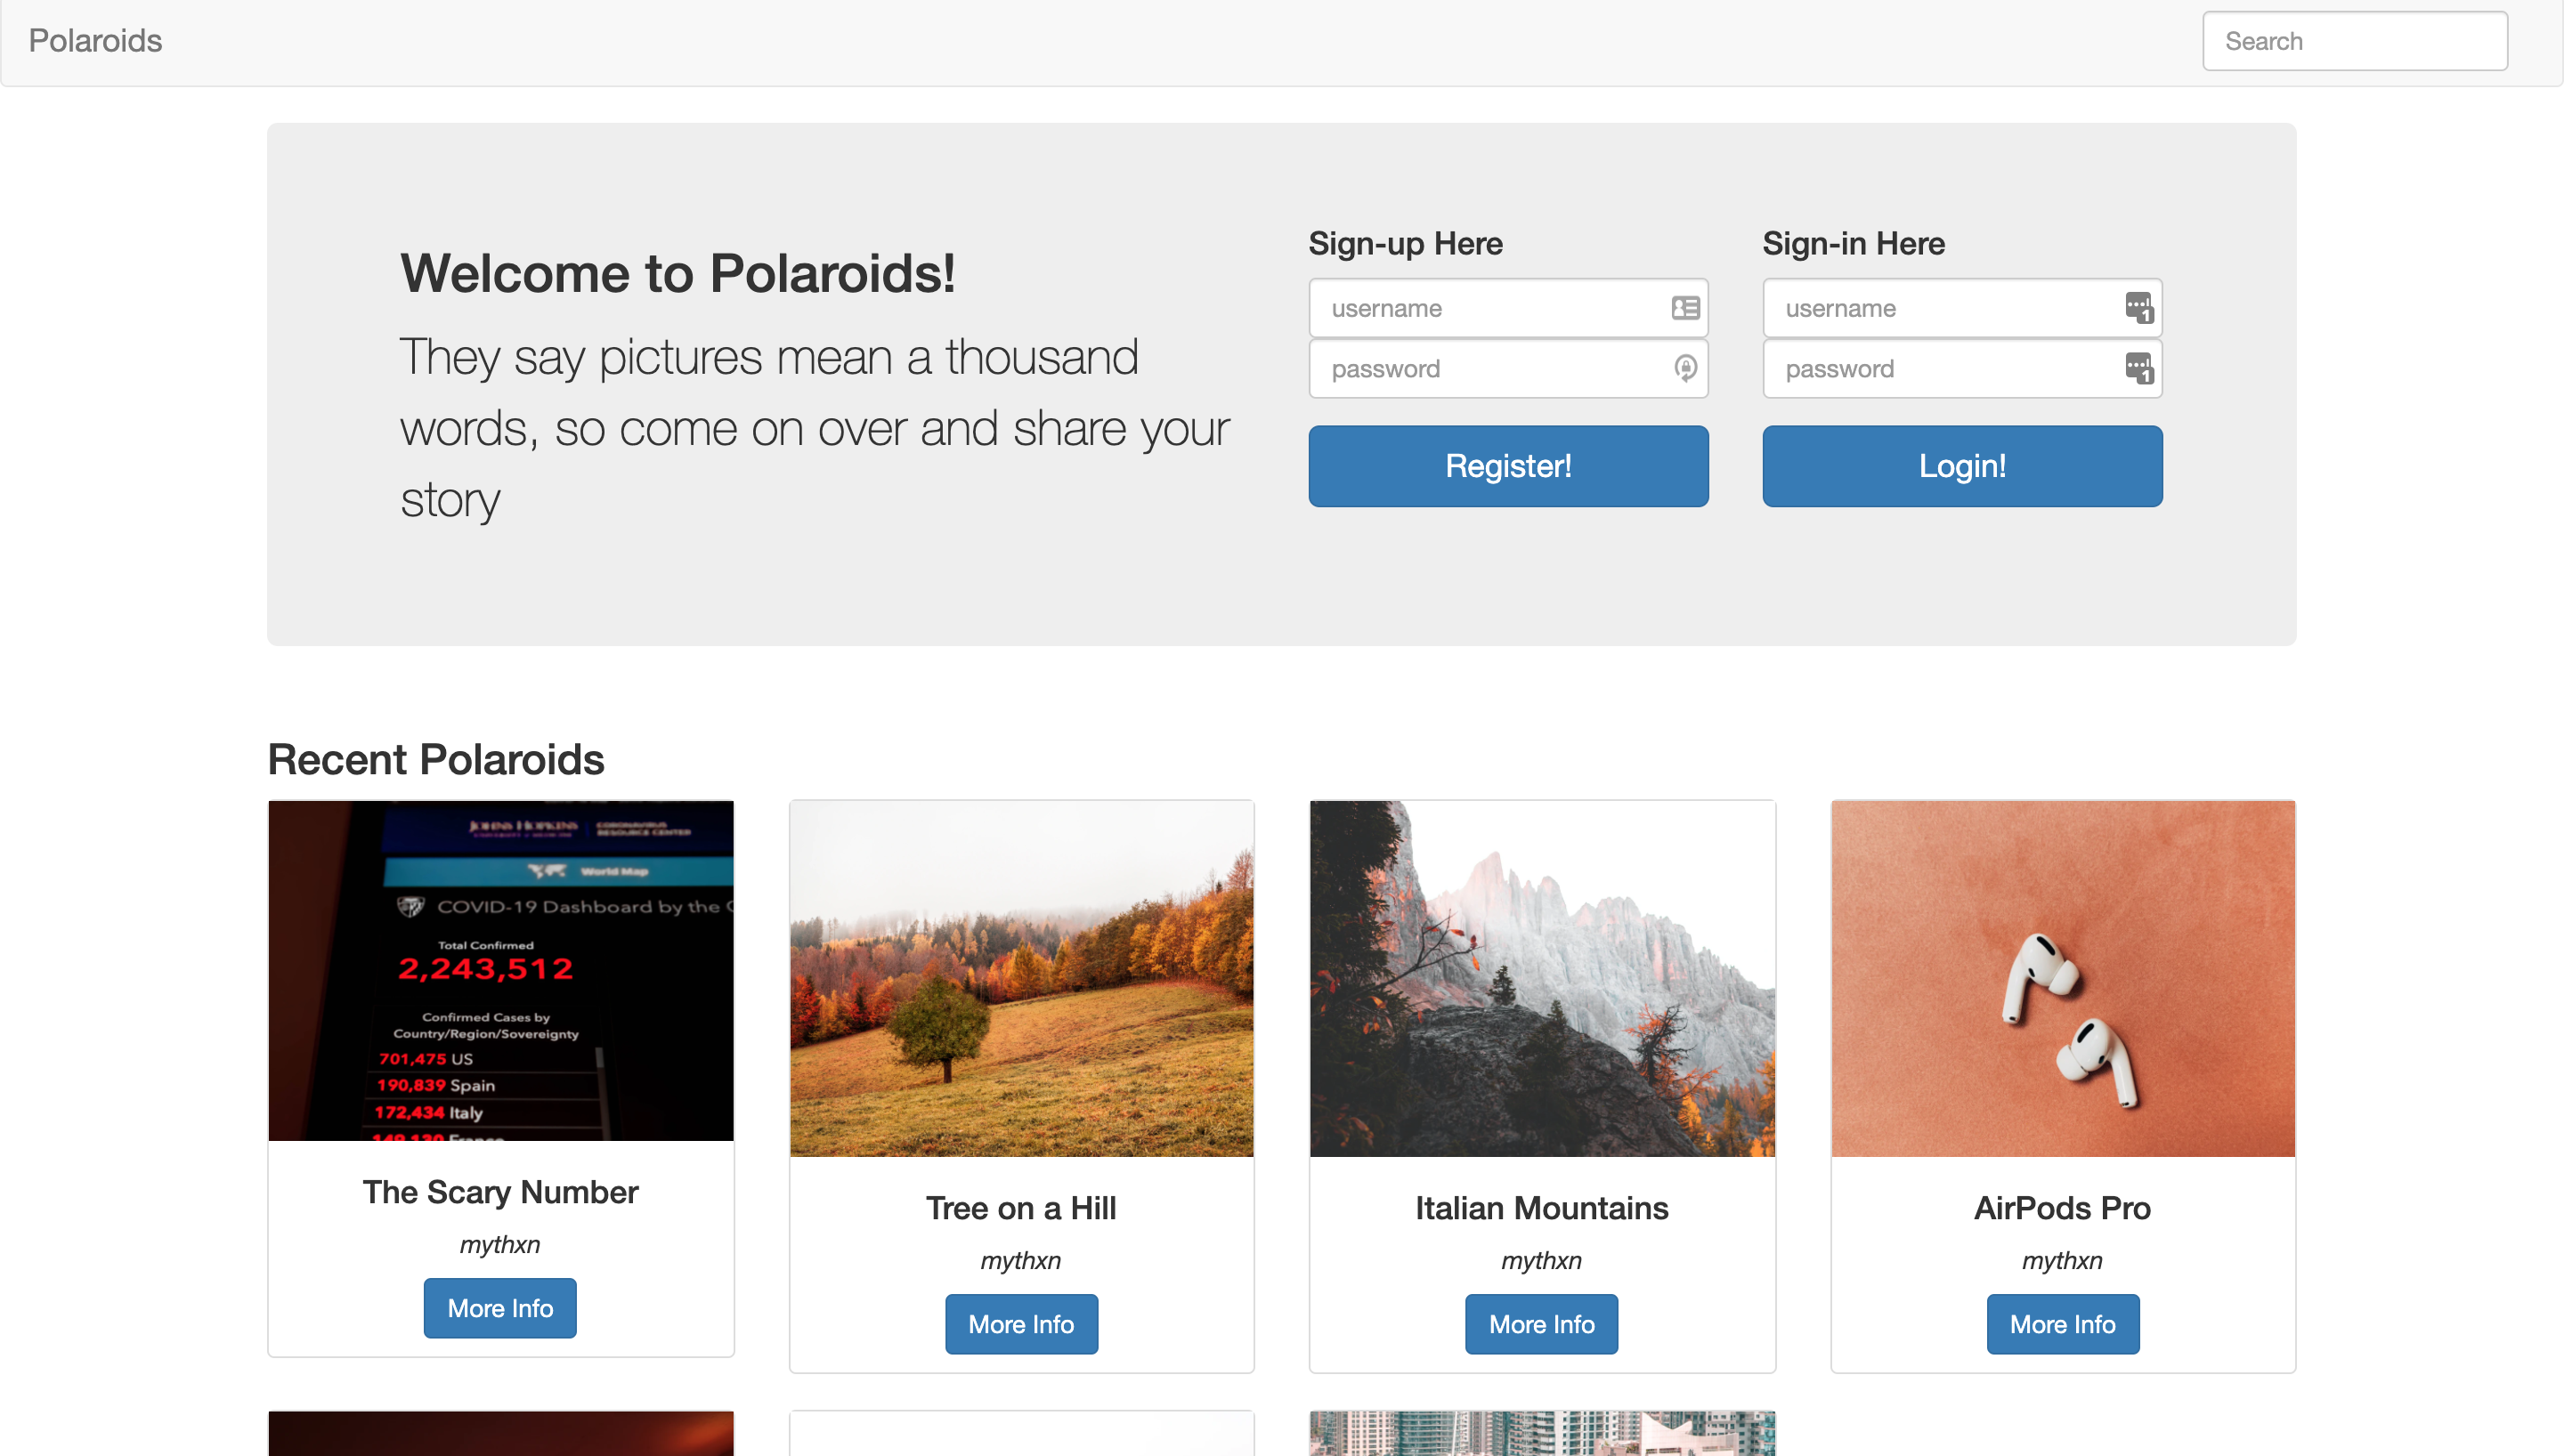 Polaroids
Search
Welcome to Polaroids!
They say pictures mean a thousand
words, so come on over and share your
story
Sign-up Here
username
password
Register!
Sign-in Here
username
password
Login!
Recent Polaroids
JOHNS HOPKINS
CORONAVIRUS
RESOURCE CENTER
World Map
COVID-19 Dashboard by the
Total Confirmed
2,243,512
Confirmed Cases by
Country/Region/Sovereignty
701,475 US
190,839 Spain
172,434 Italy
The Scary Number
mythxn
More Info
Tree on a Hill
mythxn
More Info
Italian Mountains
mythxn
More Info
AirPods Pro
mythxn
More Info